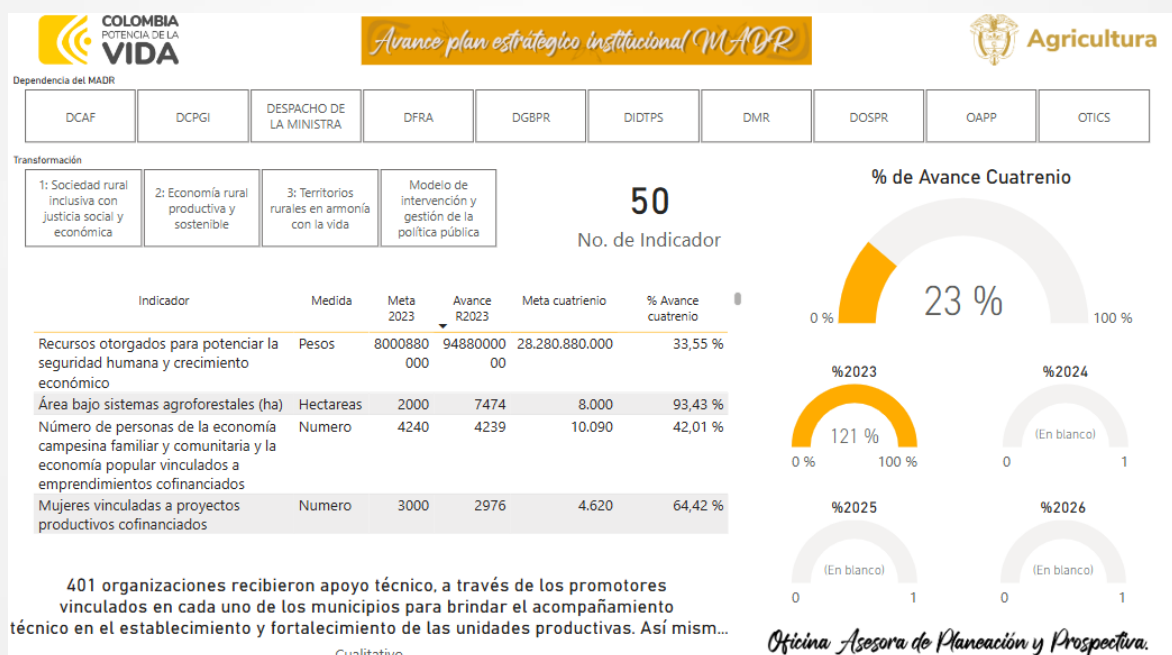 COLOMBIA
POTENCIA DE LA
VIDA
Avance plan estrátegico institucional MADR
Agricultura
Dependencia del MADR
DCAF
DCPGI
DESPACHO DE
LA MINISTRA
DFRA
DGBPR
DIDTPS
DMR
DOSPR
OAPP
OTICS
Transformación
1: Sociedad rural
inclusiva con
justicia social y
económica
2: Economía rural
productiva y
sostenible
3: Territorios
rurales en armonía
con la vida
Modelo de
intervención y
gestión de la
política pública
50
No. de Indicador
% de Avance Cuatrenio
23 %
0 %
100 %
Indicador Medida Meta 2023 Avance R2023 Meta cuatrienio % Avance cuatrenio
Recursos otorgados para potenciar la Pesos 8000880 94880000 28.280.880.000 33,55 %
seguridad humana y crecimiento 000 00
económico
Área bajo sistemas agroforestales (ha) Hectareas 2000 7474 8.000 93,43 %
Número de personas de la economía Numero 4240 4239 10.090 42,01 %
campesina familiar y comunitaria y la
economía popular vinculados a
emprendimientos cofinanciados
Mujeres vinculadas a proyectos Numero 3000 2976 4.620 64,42 %
productivos cofinanciados
%2023
121 %
0 %
100 %
%2024
(En blanco)
0
1
%2025
(En blanco)
0
1
%2026
(En blanco)
0
1
401 organizaciones recibieron apoyo técnico, a través de los promotores
vinculados en cada uno de los municipios para brindar el acompañamiento
técnico en el establecimiento y fortalecimiento de las unidades productivas. Así mism...
Cualitativo
Oficina Asesora de Planeación y Prospectiva.